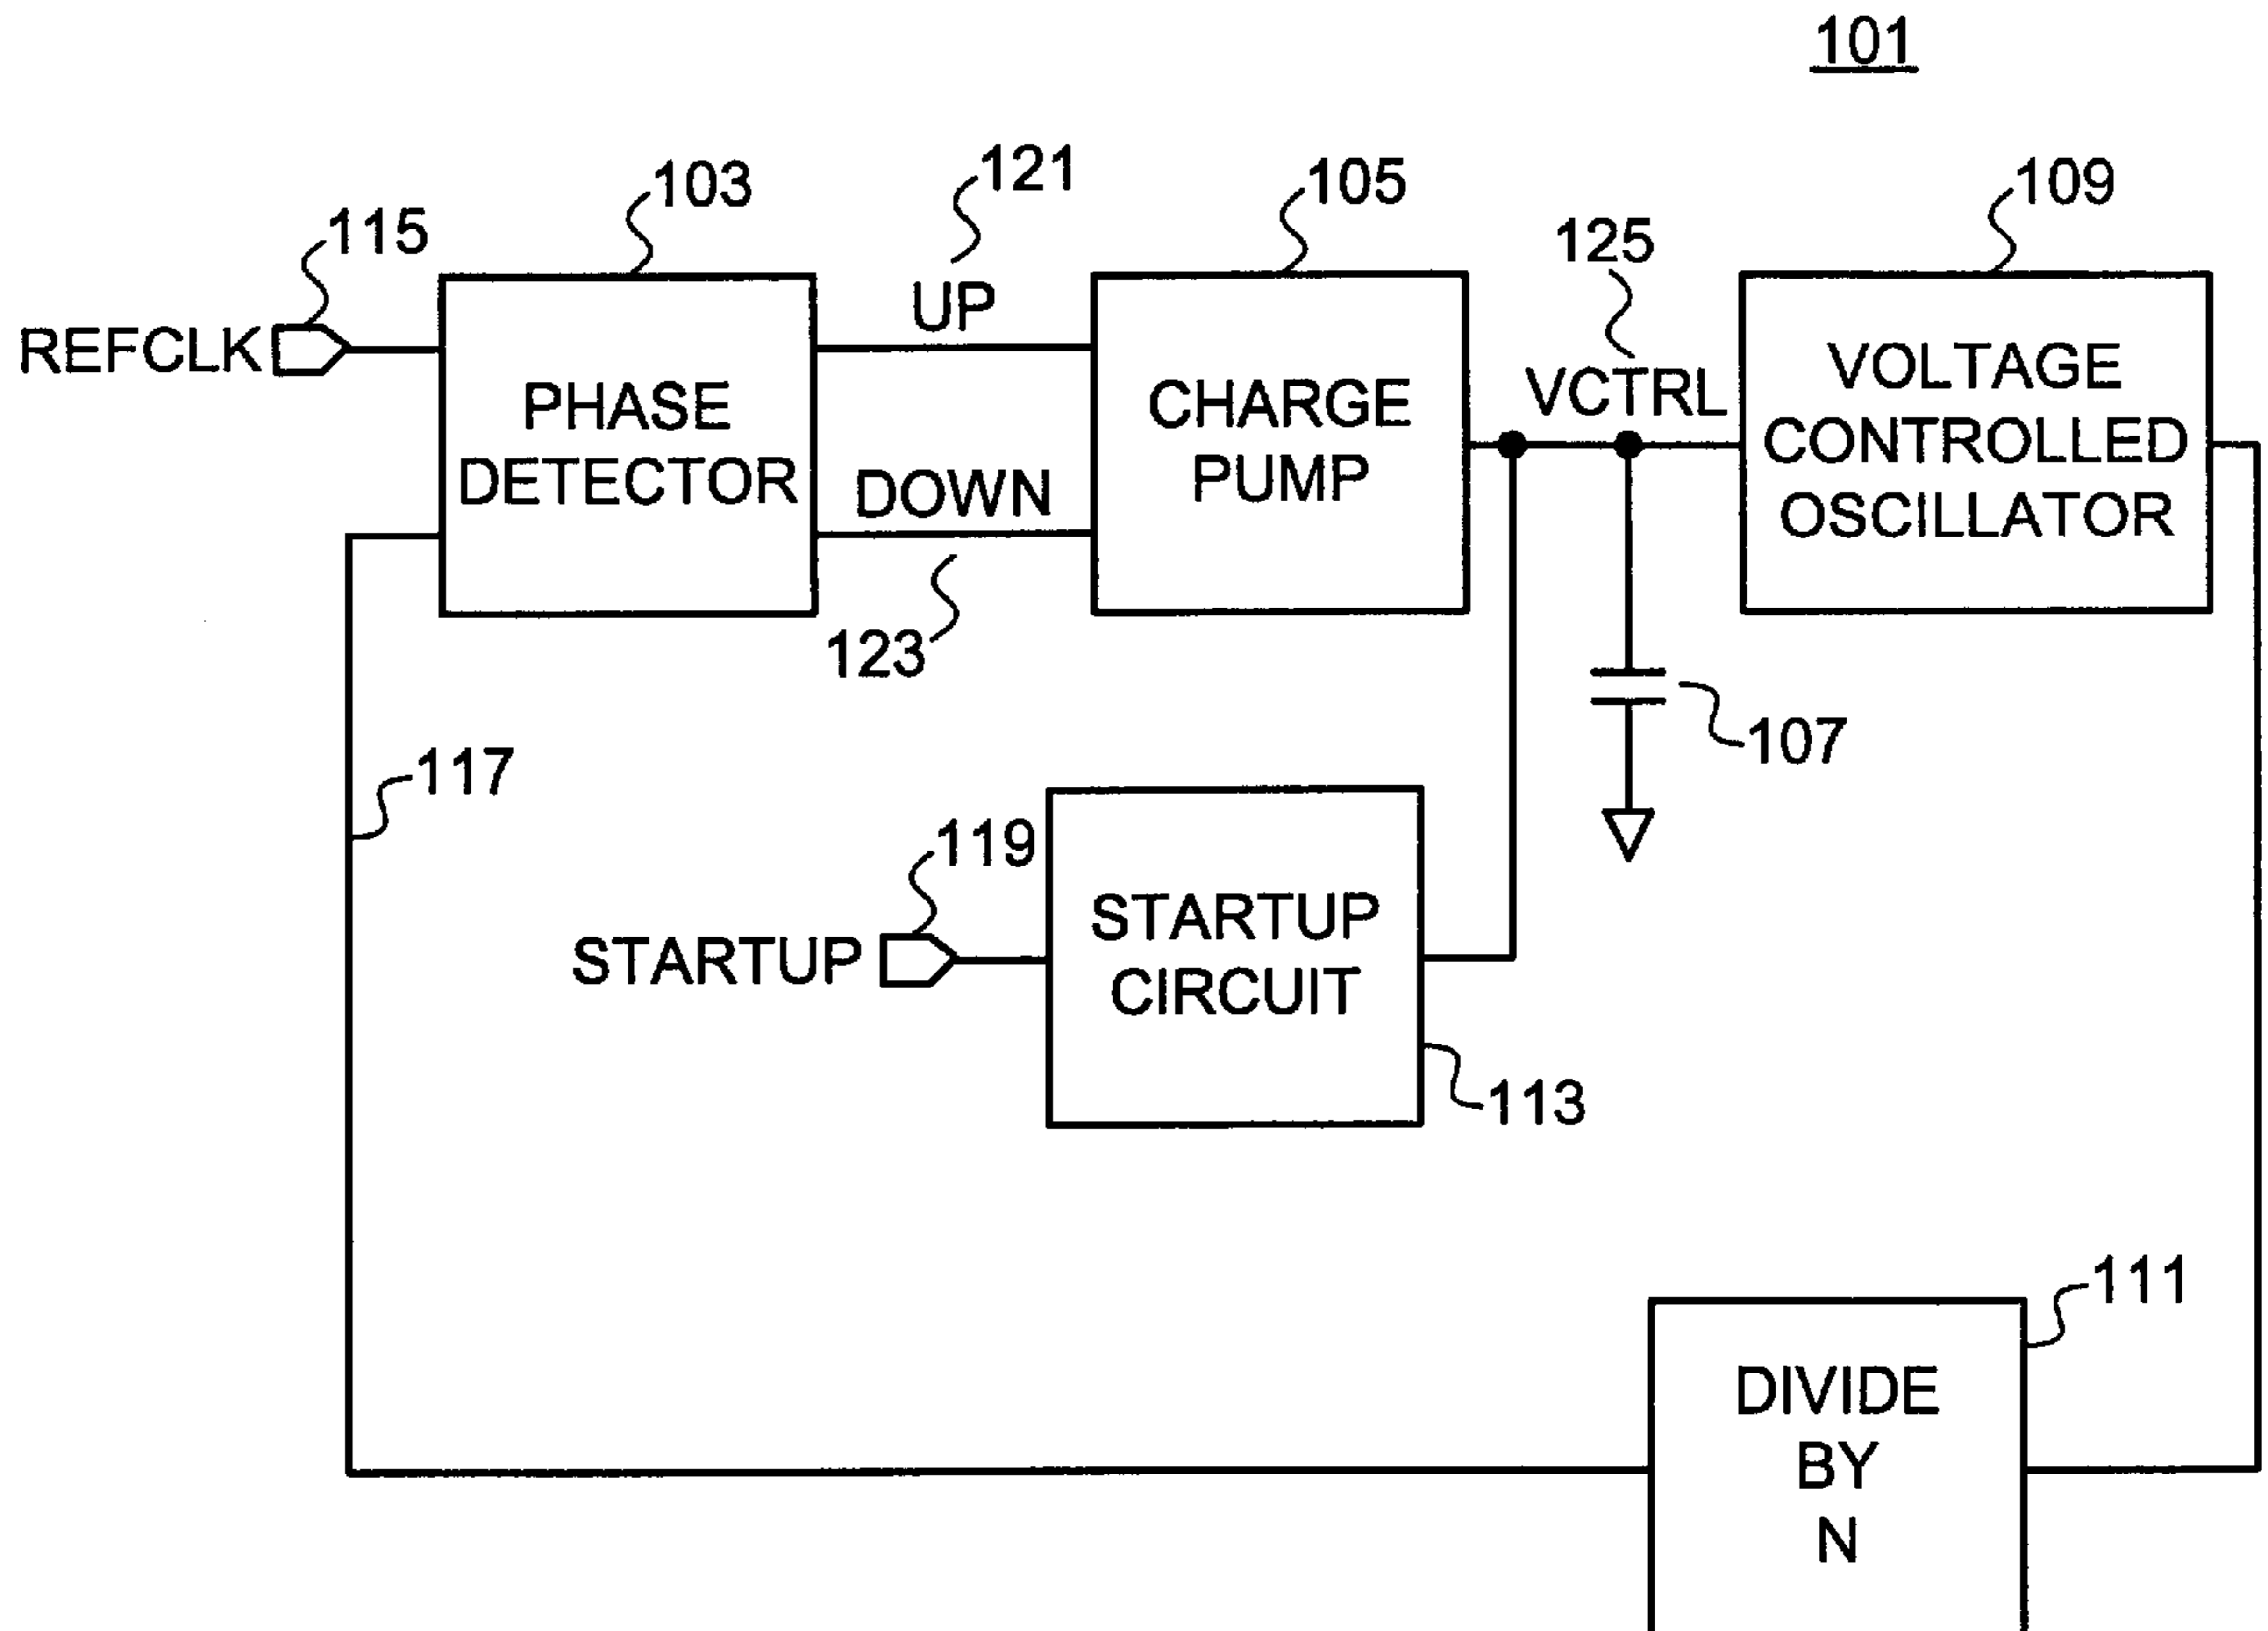 101
103
121
105
109
115
125
UP
REFCLK
VCTRL
PHASE
DETECTOR
CHARGE
PUMP
VOLTAGE
CONTROLLED
OSCILLATOR
DOWN
123
107
117
119
STARTUP
STARTUP
CIRCUIT
113
111
DIVIDE
BY
N